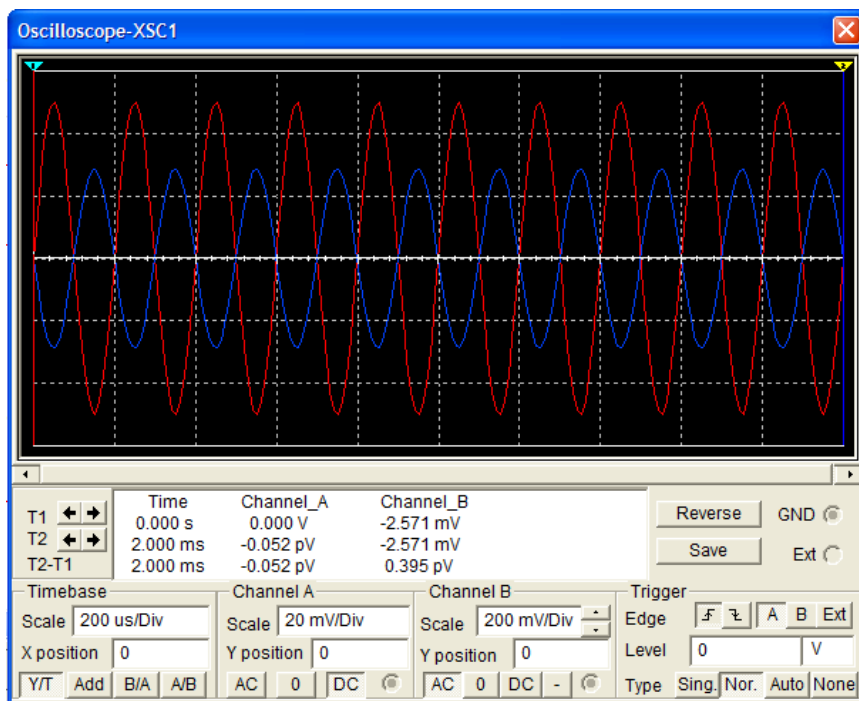 Oscilloscope-XSC1
1 2
Time Channel_A Channel_B
T1 0.000 s 0.000 V -2.571 mV
T2 2.000 ms -0.052 pV -2.571 mV
T2-T1 2.000 ms -0.052 pV 0.395 pV
Reverse GND
Save Ext
Timebase
Scale 200 us/Div
X position 0
Y/T Add B/A A/B
Channel A
Scale 20 mV/Div
Y position 0
AC 0 DC
Channel B
Scale 200 mV/Div
Y position 0
AC 0 DC -
Trigger
Edge A B Ext
Level 0 V
Type Sing. Nor. Auto None